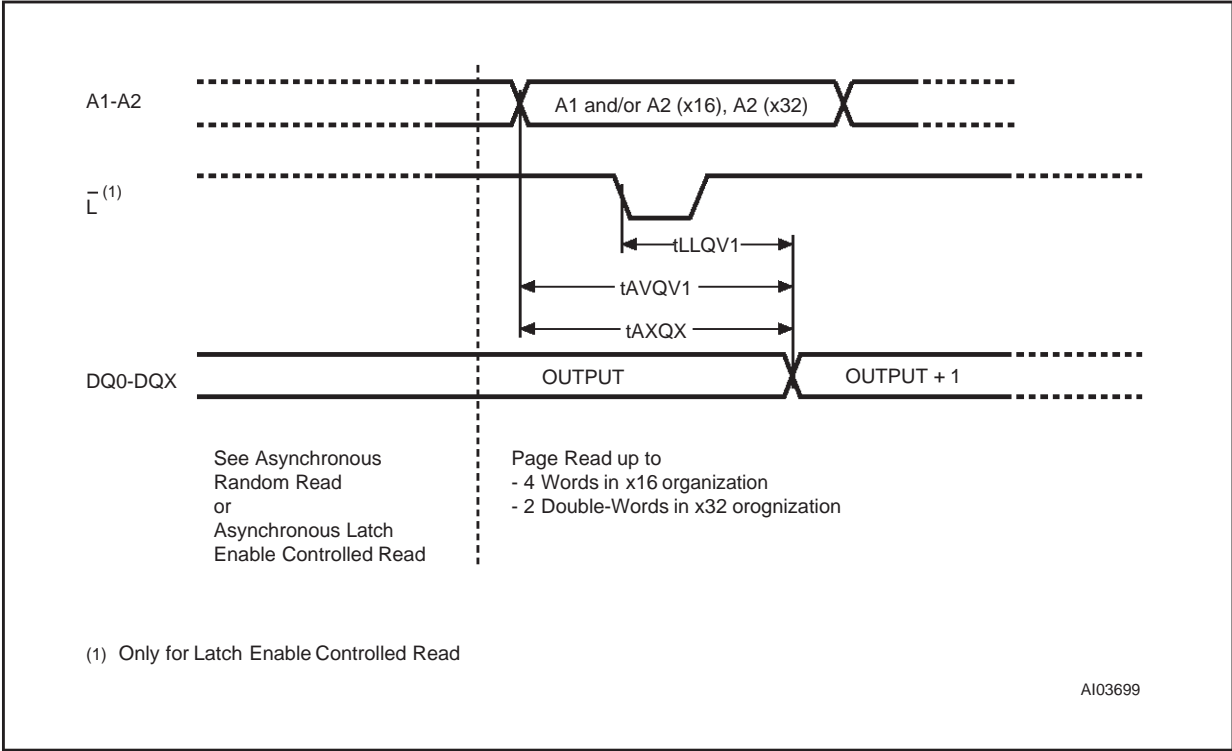 A1-A2
A1 and/or A2 (x16), A2 (x32)
L̅ (1)
tLLQV1
tAVQV1
tAXQX
DQ0-DQX
OUTPUT
OUTPUT + 1
See Asynchronous
Random Read
or
Asynchronous Latch
Enable Controlled Read
Page Read up to
- 4 Words in x16 organization
- 2 Double-Words in x32 orognization
(1) Only for Latch Enable Controlled Read
AI03699